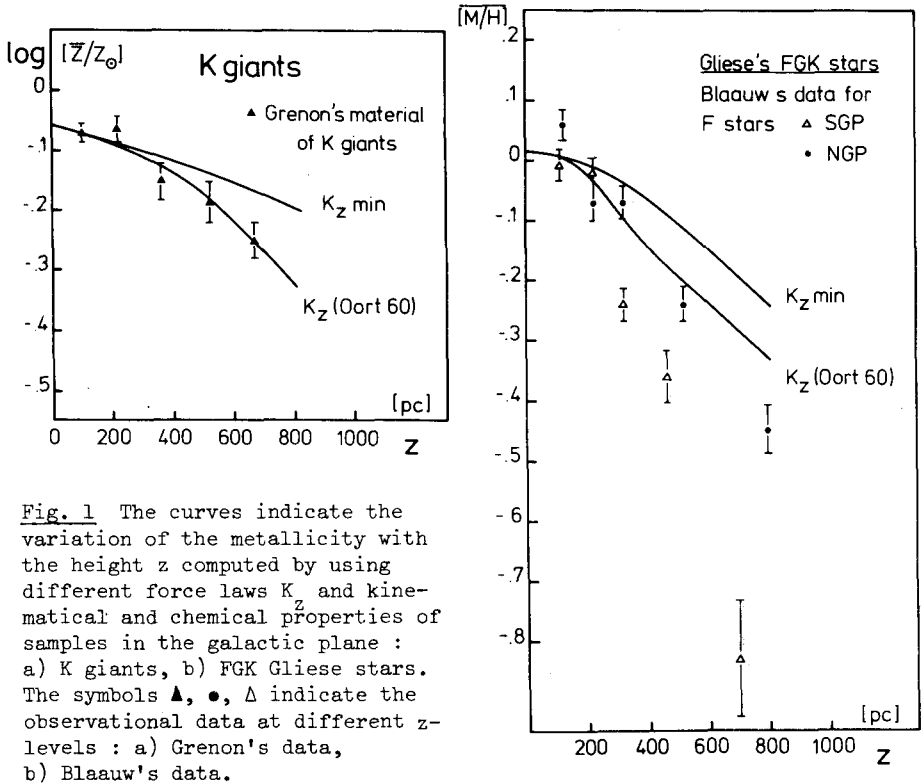 log [Z̅/Z☉]
K giants
▲ Grenon's material
of K giants
0
-.1
-.2
-.3
-.4
-.5
K_z min
K_z (Oort 60)
[pc]
0 200 400 600 800 1000
Z
[M/H]
.2
.1
0
-.1
-.2
-.3
-.4
-.5
-.6
-.7
-.8
Gliese's FGK stars
Blaauw s data for
F stars △ SGP
● NGP
K_z min
K_z (Oort 60)
[pc]
200 400 600 800 1000
Z
Fig. 1 The curves indicate the
variation of the metallicity with
the height z computed by using
different force laws K_z and kine-
matical and chemical properties of
samples in the galactic plane :
a) K giants, b) FGK Gliese stars.
The symbols ▲, ●, △ indicate the
observational data at different z-
levels : a) Grenon's data,
b) Blaauw's data.